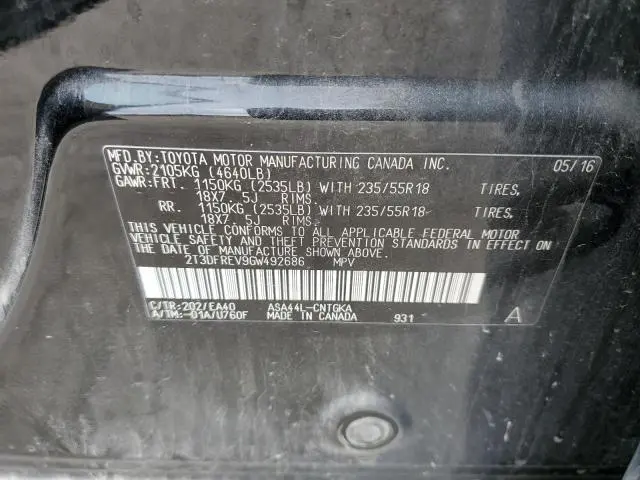 MFD.BY:TOYOTA MOTOR MANUFACTURING CANADA INC. 05/16
GVWR:2105KG (4640LB)
GAWR:FRT. 1150KG (2535LB) WITH 235/55R18 TIRES,
18X7.5J RIMS.
RR. 1150KG (2535LB) WITH 235/55R18 TIRES,
18X7.5J RIMS.
THIS VEHICLE CONFORMS TO ALL APPLICABLE FEDERAL MOTOR
VEHICLE SAFETY AND THEFT PREVENTION STANDARDS IN EFFECT ON
THE DATE OF MANUFACTURE SHOWN ABOVE.
2T3DFREV9GW492686 MPV
C/TR:202/EA40 ASA44L-CNTGKA
A/TM:-01A/U760F MADE IN CANADA 931 A